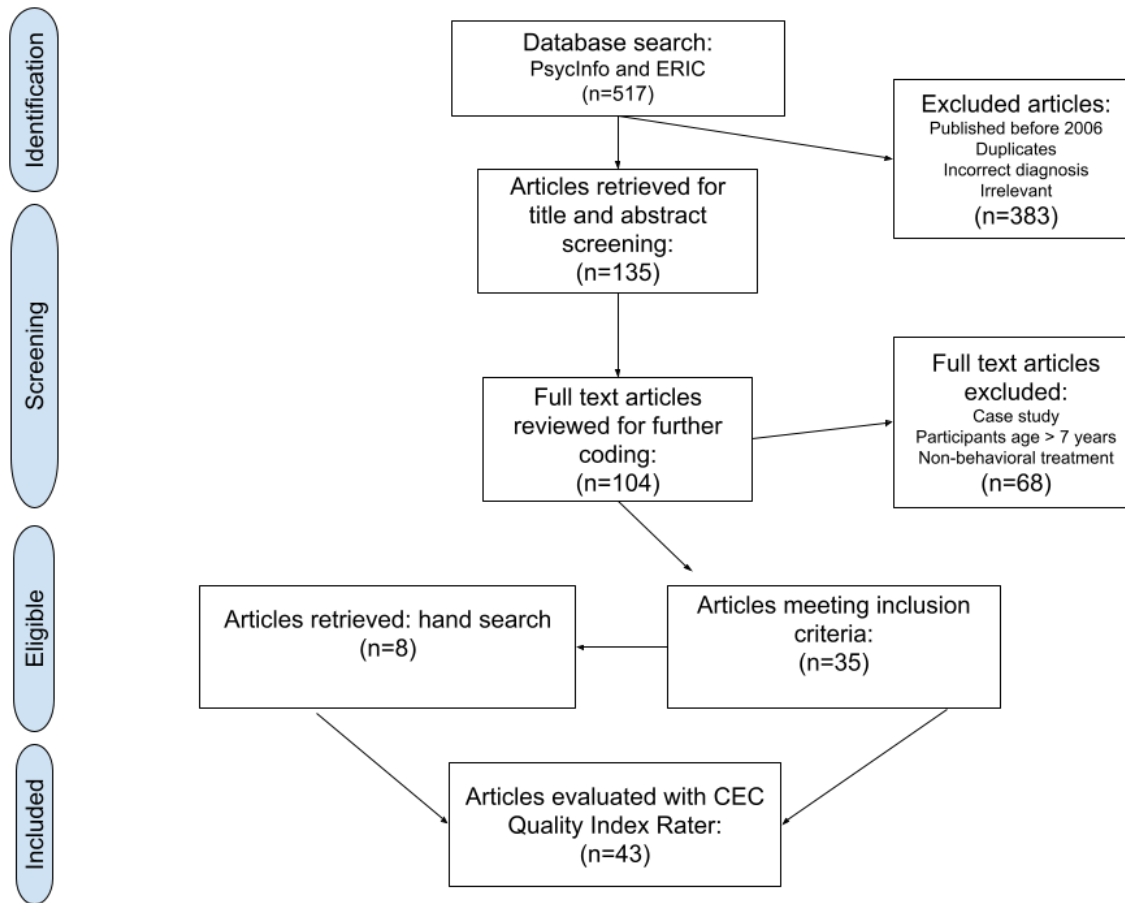 Identification
Database search:
PsycInfo and ERIC
(n=517)
Excluded articles:
Published before 2006
Duplicates
Incorrect diagnosis
Irrelevant
(n=383)
Screening
Articles retrieved for
title and abstract
screening:
(n=135)
Full text articles
reviewed for further
coding:
(n=104)
Full text articles
excluded:
Case study
Participants age > 7 years
Non-behavioral treatment
(n=68)
Eligible
Articles retrieved: hand search
(n=8)
Articles meeting inclusion
criteria:
(n=35)
Included
Articles evaluated with CEC
Quality Index Rater:
(n=43)